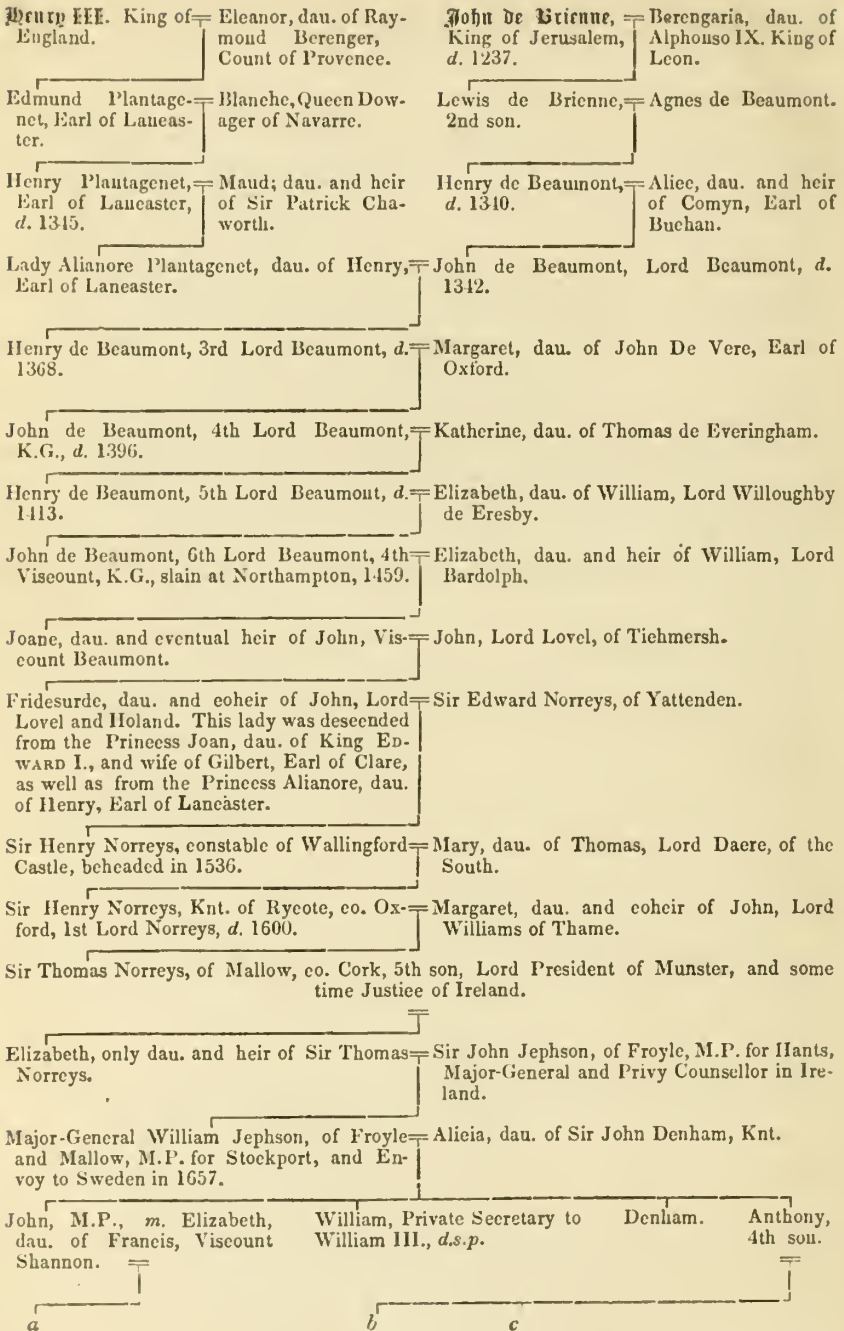 Henry III. King of England.
Eleanor, dau. of Raymond Berenger, Count of Provence.
John de Brienne, King of Jerusalem, d. 1237.
Berengaria, dau. of Alphonso IX. King of Leon.
Edmund Plantagenet, Earl of Lancaster.
Blanche, Queen Dowager of Navarre.
Lewis de Brienne, 2nd son.
Agnes de Beaumont.
Henry Plantagenet, Earl of Lancaster, d. 1345.
Maud; dau. and heir of Sir Patrick Chaworth.
Henry de Beaumont, d. 1340.
Alice, dau. and heir of Comyn, Earl of Buchan.
Lady Alianore Plantagenet, dau. of Henry, Earl of Lancaster.
John de Beaumont, Lord Beaumont, d. 1342.
Henry de Beaumont, 3rd Lord Beaumont, d. 1368.
Margaret, dau. of John De Vere, Earl of Oxford.
John de Beaumont, 4th Lord Beaumont, K.G., d. 1396.
Katherine, dau. of Thomas de Everingham.
Henry de Beaumont, 5th Lord Beaumont, d. 1413.
Elizabeth, dau. of William, Lord Willoughby de Eresby.
John de Beaumont, 6th Lord Beaumont, 4th Viscount, K.G., slain at Northampton, 1459.
Elizabeth, dau. and heir of William, Lord Bardolph.
Joane, dau. and eventual heir of John, Viscount Beaumont.
John, Lord Lovel, of Tichmersh.
Fridesurde, dau. and coheir of John, Lord
Lovel and Holand. This lady was descended
from the Princess Joan, dau. of King ED-
WARD I., and wife of Gilbert, Earl of Clare,
as well as from the Princess Alianore, dau.
of Henry, Earl of Lancaster.
Sir Edward Norreys, of Yattenden.
Sir Henry Norreys, constable of Wallingford
Castle, beheaded in 1536.
Mary, dau. of Thomas, Lord Dacre, of the
South.
Sir Henry Norreys, Knt. of Rycote, co. Ox-
ford, 1st Lord Norreys, d. 1600.
Margaret, dau. and coheir of John, Lord
Williams of Thame.
Sir Thomas Norreys, of Mallow, co. Cork, 5th son, Lord President of Munster, and some
time Justice of Ireland.
Elizabeth, only dau. and heir of Sir Thomas
Norreys.
Sir John Jephson, of Froyle, M.P. for Hants,
Major-General and Privy Counsellor in Ire-
land.
Major-General William Jephson, of Froyle
and Mallow, M.P. for Stockport, and En-
voy to Sweden in 1657.
Alicia, dau. of Sir John Denham, Knt.
John, M.P., m. Elizabeth,
dau. of Francis, Viscount
Shannon.
William, Private Secretary to
William III., d.s.p.
Denham.
Anthony,
4th son.
a b c